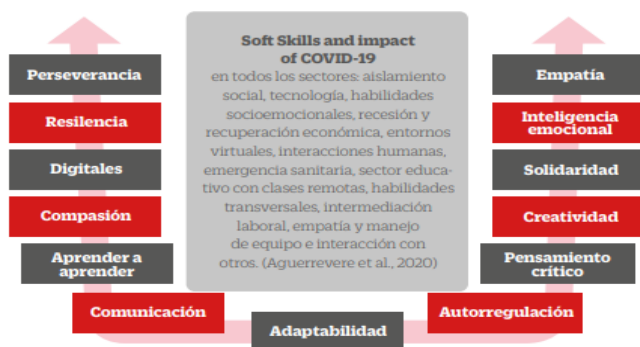 Soft Skills and impact
of COVID-19
en todos los sectores: aislamiento
social, tecnología, habilidades
socioemocionales, recesión y
recuperación económica, entornos
virtuales, interacciones humanas,
emergencia sanitaria, sector educa-
tivo con clases remotas, habilidades
transversales, intermediación
laboral, empatía y manejo
de equipo e interacción con
otros. (Aguerrevere et al., 2020)
Perseverancia
Resilencia
Digitales
Compasión
Aprender a
aprender
Comunicación
Adaptabilidad
Autorregulación
Pensamiento
crítico
Creatividad
Solidaridad
Inteligencia
emocional
Empatía